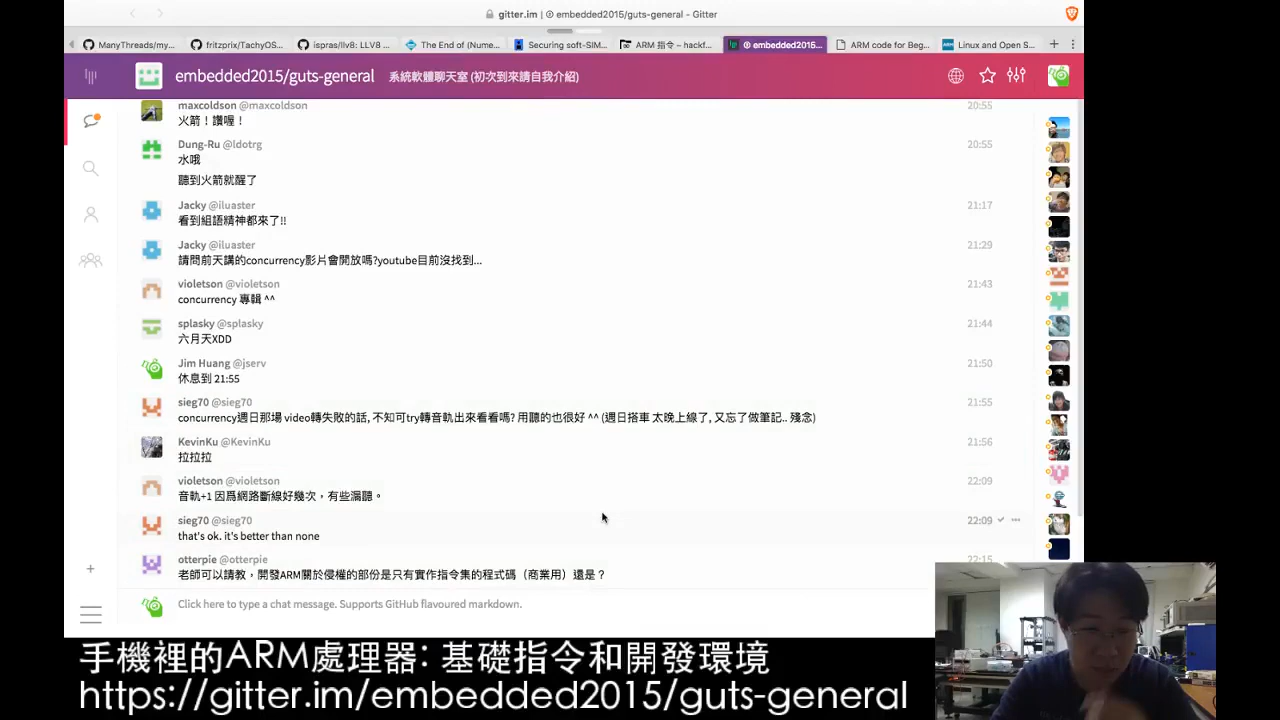 gitter.im | embedded2015/guts-general - Gitter
ManyThreads/my...
fritzprix/TachyOS...
ispras/llv8: LLV8 ...
The End of (Nume...
Securing soft-SIM...
ARM 指令 ~ hackf...
embedded2015...
ARM code for Beg...
Linux and Open S...
embedded2015/guts-general
系統軟體聊天室 (初次到來請自我介紹)
maxcoldson @maxcoldson 20:55
火箭！讚喔！
Dung-Ru @ldotrg 20:55
水哦
聽到火箭就醒了
Jacky @iluaster 21:17
看到組語精神都來了!!
Jacky @iluaster 21:29
請問前天講的concurrency影片會開放嗎?youtube目前沒找到...
violetson @violetson 21:43
concurrency 專輯 ^^
splasky @splasky 21:44
六月天XDD
Jim Huang @jserv 21:50
休息到 21:55
sieg70 @sieg70 21:55
concurrency週日那場 video轉失敗的話, 不知可try轉音軌出來看看嗎? 用聽的也很好 ^^ (週日搭車 太晚上線了, 又忘了做筆記.. 殘念)
KevinKu @KevinKu 21:56
拉拉拉
violetson @violetson 22:09
音軌+1 因爲網路斷線好幾次，有些漏聽。
sieg70 @sieg70 22:09
that's ok. it's better than none
otterpie @otterpie 22:15
老師可以請教，開發ARM關於侵權的部份是只有實作指令集的程式碼（商業用）還是？
Click here to type a chat message. Supports GitHub flavoured markdown.
手機裡的ARM處理器: 基礎指令和開發環境
https://gitter.im/embedded2015/guts-general